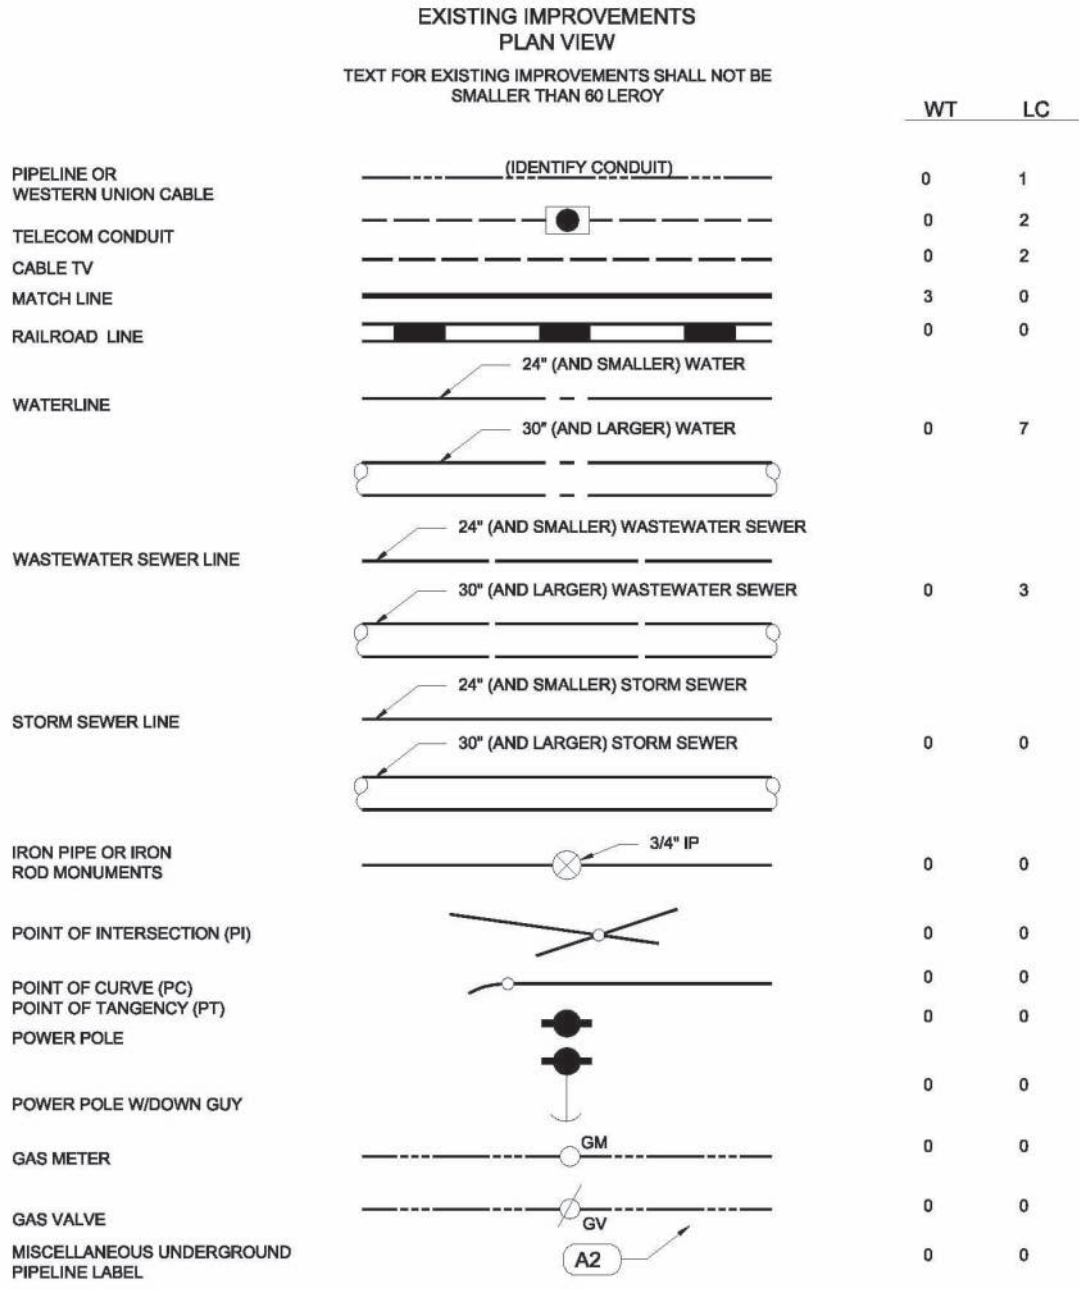 EXISTING IMPROVEMENTS
PLAN VIEW
TEXT FOR EXISTING IMPROVEMENTS SHALL NOT BE
SMALLER THAN 60 LEROY
WT LC
PIPELINE OR
WESTERN UNION CABLE
(IDENTIFY CONDUIT)
0 1
TELECOM CONDUIT
0 2
CABLE TV
0 2
MATCH LINE
3 0
RAILROAD LINE
0 0
24" (AND SMALLER) WATER
WATERLINE
30" (AND LARGER) WATER
0 7
24" (AND SMALLER) WASTEWATER SEWER
WASTEWATER SEWER LINE
30" (AND LARGER) WASTEWATER SEWER
0 3
24" (AND SMALLER) STORM SEWER
STORM SEWER LINE
30" (AND LARGER) STORM SEWER
0 0
IRON PIPE OR IRON
ROD MONUMENTS
3/4" IP
0 0
POINT OF INTERSECTION (PI)
0 0
POINT OF CURVE (PC)
POINT OF TANGENCY (PT)
0 0
POWER POLE
0 0
POWER POLE W/DOWN GUY
0 0
GAS METER
GM
0 0
GAS VALVE
GV
0 0
MISCELLANEOUS UNDERGROUND
PIPELINE LABEL
A2
0 0